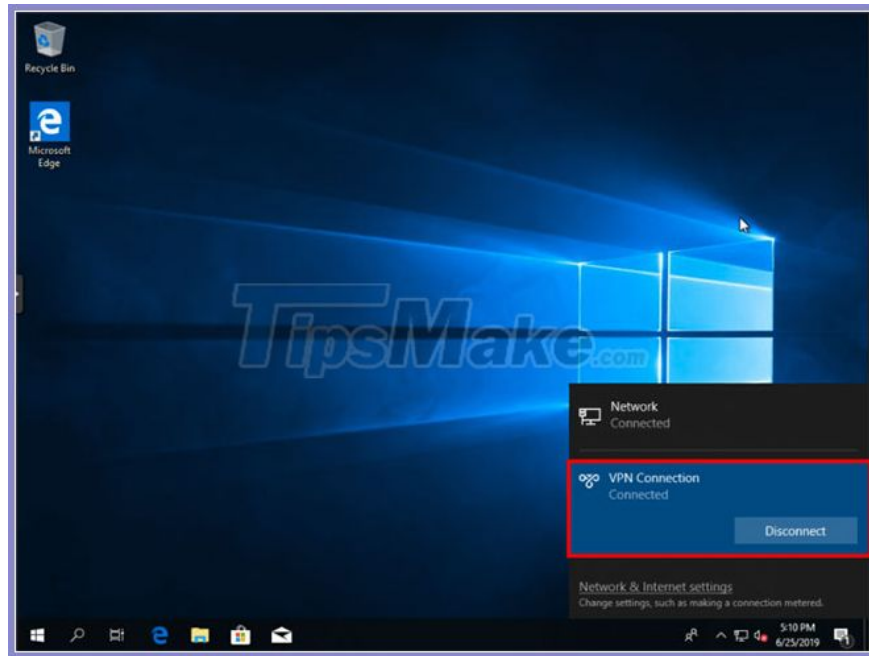 Recycle Bin
Microsoft
Edge
TipsMake.com
Network
Connected
VPN Connection
Connected
Disconnect
Network & Internet settings
Change settings, such as making a connection metered.
5:10 PM
6/25/2019
1